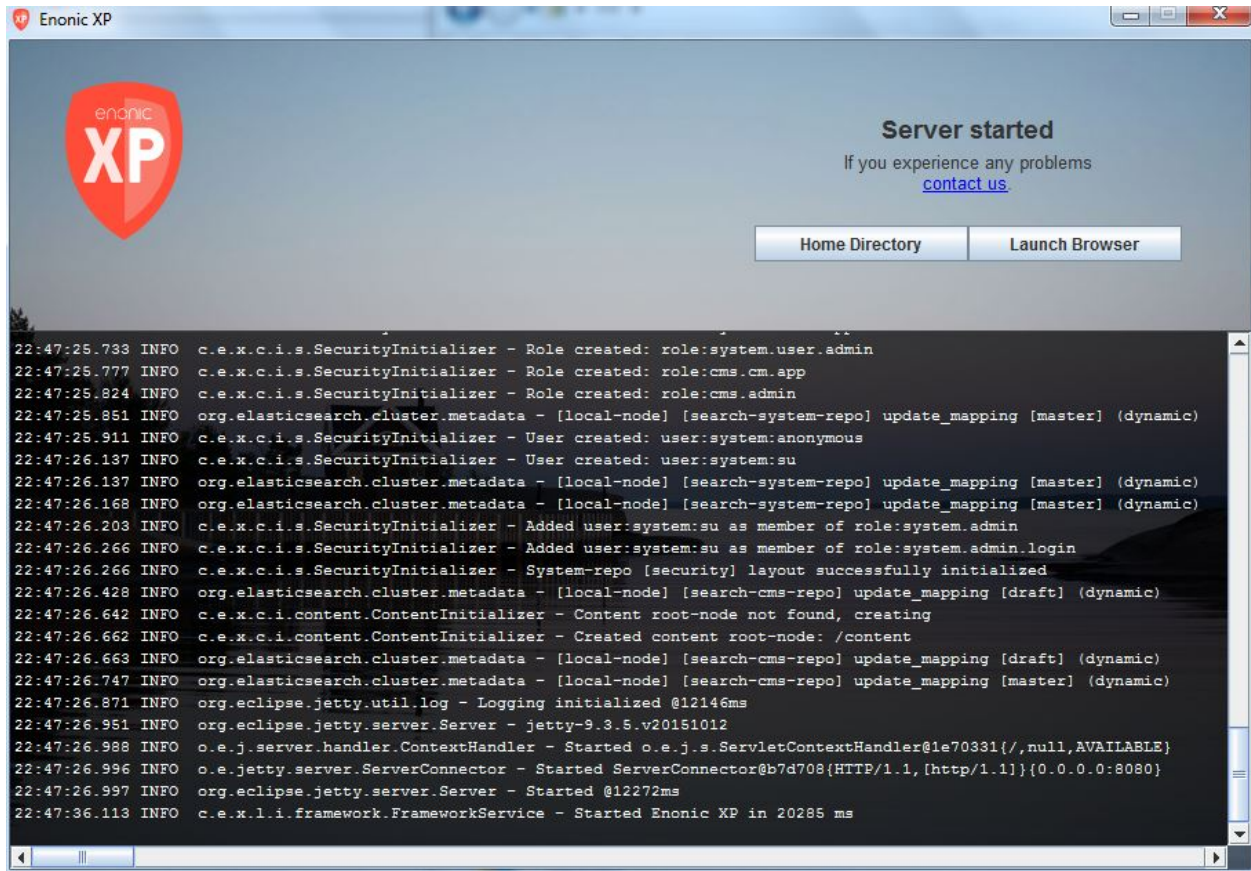 Enonic XP
enonic
XP
Server started
If you experience any problems
contact us.
Home Directory
Launch Browser
22:47:25.733 INFO c.e.x.c.i.s.SecurityInitializer - Role created: role:system.user.admin
22:47:25.777 INFO c.e.x.c.i.s.SecurityInitializer - Role created: role:cms.cm.app
22:47:25.824 INFO c.e.x.c.i.s.SecurityInitializer - Role created: role:cms.admin
22:47:25.851 INFO org.elasticsearch.cluster.metadata - [local-node] [search-system-repo] update_mapping [master] (dynamic)
22:47:25.911 INFO c.e.x.c.i.s.SecurityInitializer - User created: user:system:anonymous
22:47:26.137 INFO c.e.x.c.i.s.SecurityInitializer - User created: user:system:su
22:47:26.137 INFO org.elasticsearch.cluster.metadata - [local-node] [search-system-repo] update_mapping [master] (dynamic)
22:47:26.168 INFO org.elasticsearch.cluster.metadata - [local-node] [search-system-repo] update_mapping [master] (dynamic)
22:47:26.203 INFO c.e.x.c.i.s.SecurityInitializer - Added user:system:su as member of role:system.admin
22:47:26.266 INFO c.e.x.c.i.s.SecurityInitializer - Added user:system:su as member of role:system.admin.login
22:47:26.266 INFO c.e.x.c.i.s.SecurityInitializer - System-repo [security] layout successfully initialized
22:47:26.428 INFO org.elasticsearch.cluster.metadata - [local-node] [search-cms-repo] update_mapping [draft] (dynamic)
22:47:26.642 INFO c.e.x.c.i.content.ContentInitializer - Content root-node not found, creating
22:47:26.662 INFO c.e.x.c.i.content.ContentInitializer - Created content root-node: /content
22:47:26.663 INFO org.elasticsearch.cluster.metadata - [local-node] [search-cms-repo] update_mapping [draft] (dynamic)
22:47:26.747 INFO org.elasticsearch.cluster.metadata - [local-node] [search-cms-repo] update_mapping [master] (dynamic)
22:47:26.871 INFO org.eclipse.jetty.util.log - Logging initialized @12146ms
22:47:26.951 INFO org.eclipse.jetty.server.Server - jetty-9.3.5.v20151012
22:47:26.988 INFO o.e.j.server.handler.ContextHandler - Started o.e.j.s.ServletContextHandler@1e70331{/,null,AVAILABLE}
22:47:26.996 INFO o.e.jetty.server.ServerConnector - Started ServerConnector@b7d708{HTTP/1.1,[http/1.1]}{0.0.0.0:8080}
22:47:26.997 INFO org.eclipse.jetty.server.Server - Started @12272ms
22:47:36.113 INFO c.e.x.l.i.framework.FrameworkService - Started Enonic XP in 20285 ms